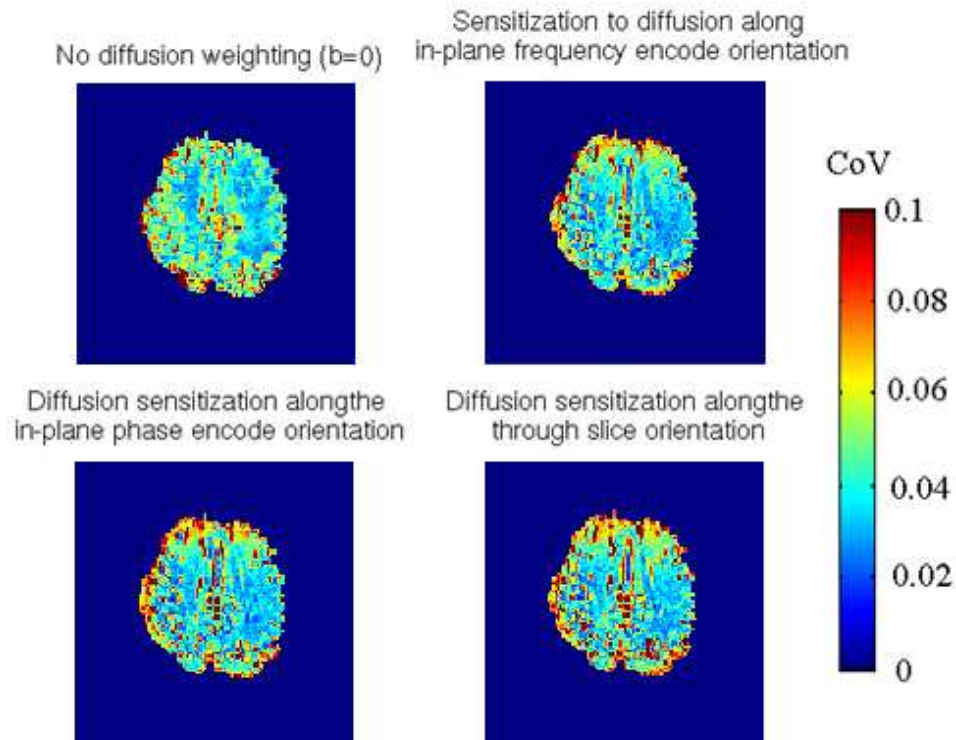 No diffusion weighting (b=0)
Sensitization to diffusion along
in-plane frequency encode orientation
Diffusion sensitization alongthe
in-plane phase encode orientation
Diffusion sensitization alongthe
through slice orientation
CoV
0.1
0.08
0.06
0.04
0.02
0